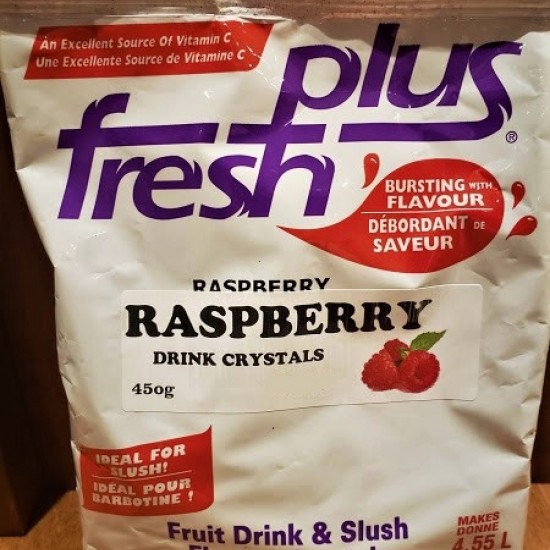 An Excellent Source Of Vitamin C
Une Excellente Source de Vitamine C
plus
fresh
®
BURSTING WITH
FLAVOUR
DÉBORDANT DE
SAVEUR
RASPBERRY
RASPBERRY
DRINK CRYSTALS
450g
IDEAL FOR
SLUSH!
IDÉAL POUR
BARBOTINE !
Fruit Drink & Slush
MAKES
DONNE
4.55 L